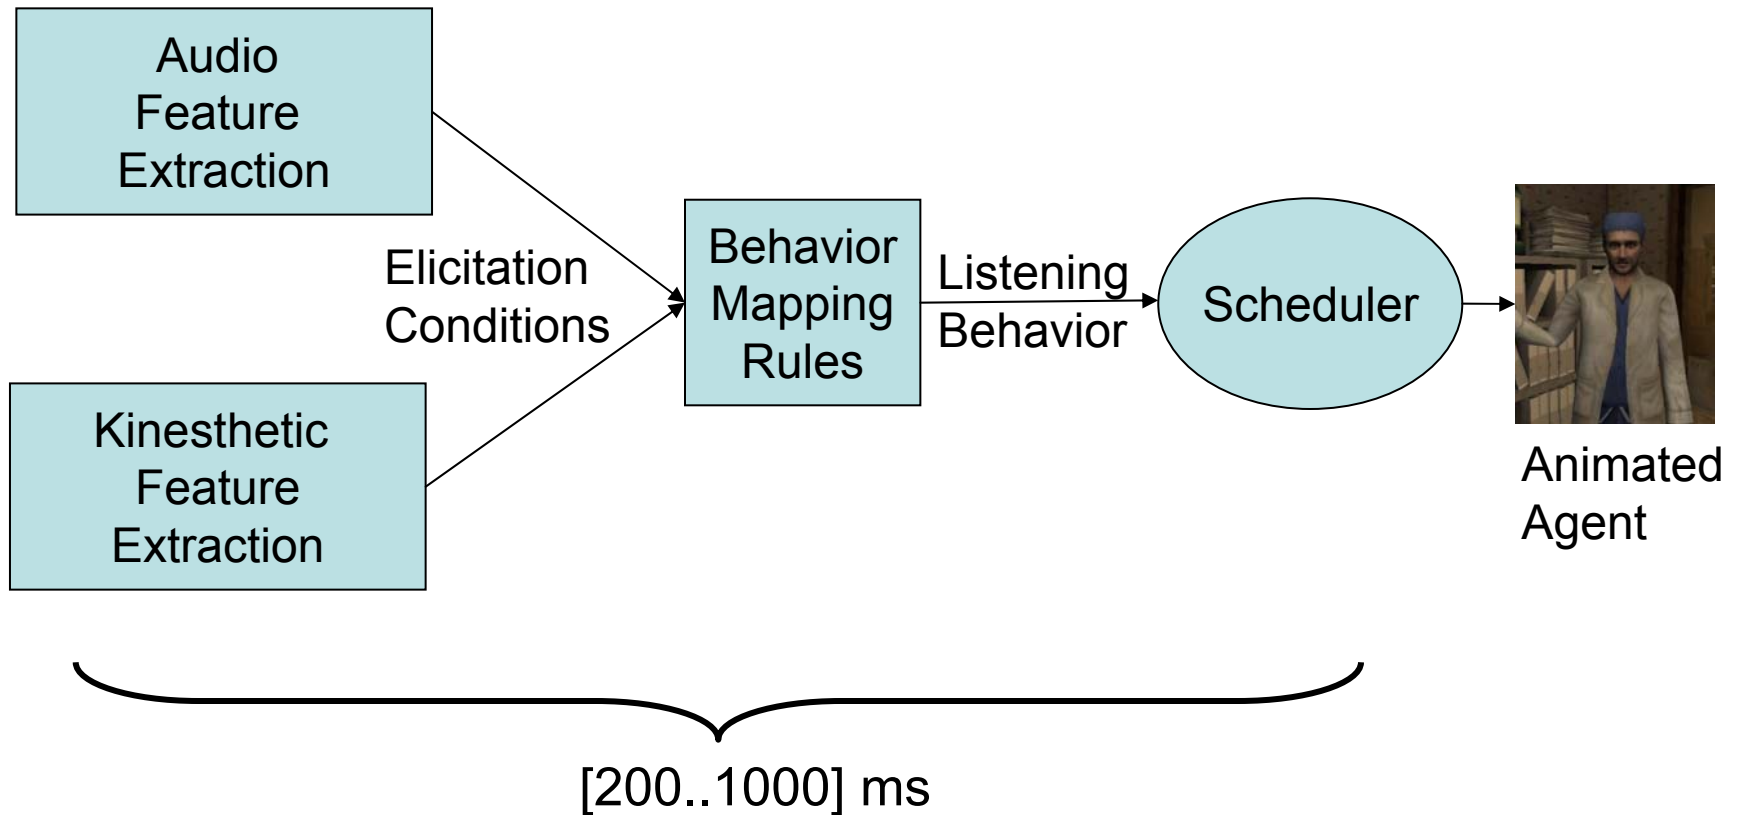 Audio
Feature
Extraction
Elicitation
Conditions
Kinesthetic
Feature
Extraction
Behavior
Mapping
Rules
Listening
Behavior
Scheduler
Animated
Agent
[200..1000] ms